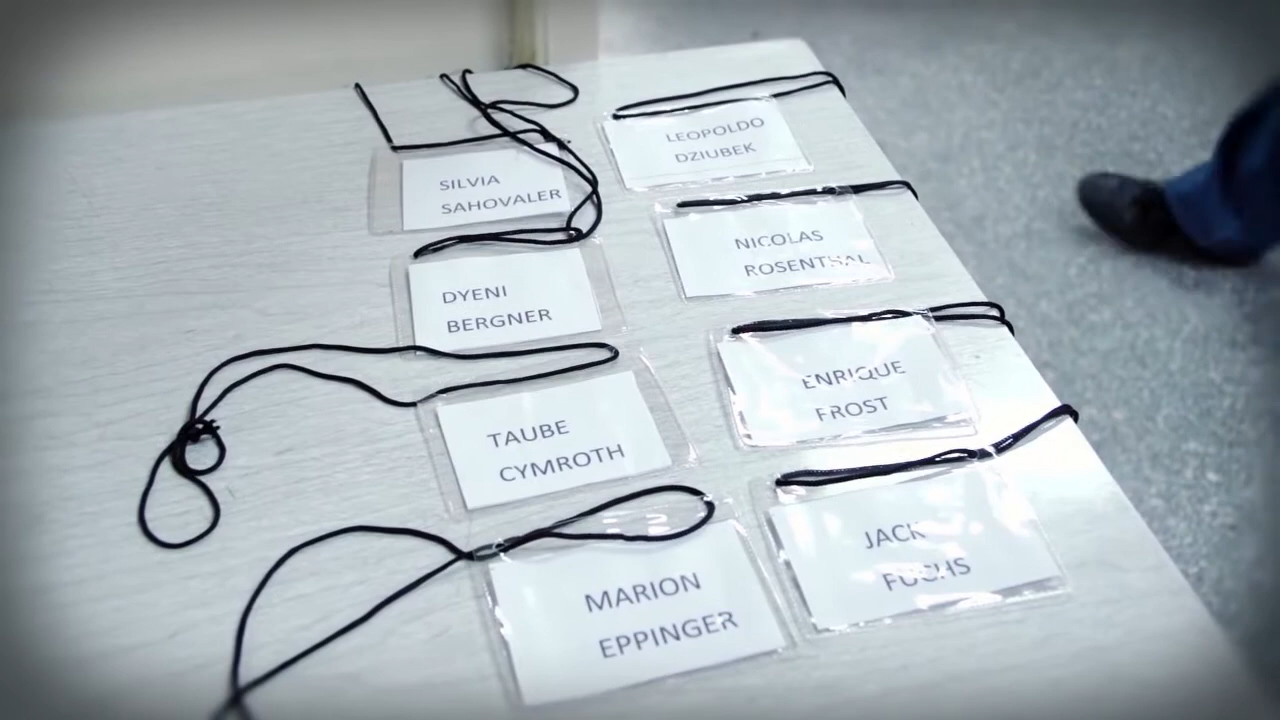 SILVIA
SAHOVALER
LEOPOLDO
DZIUBEK
DYENI
BERGNER
NICOLAS
ROSENTHAL
TAUBE
CYMROTH
ENRIQUE
FROST
MARION
EPPINGER
JACK
FUCHS